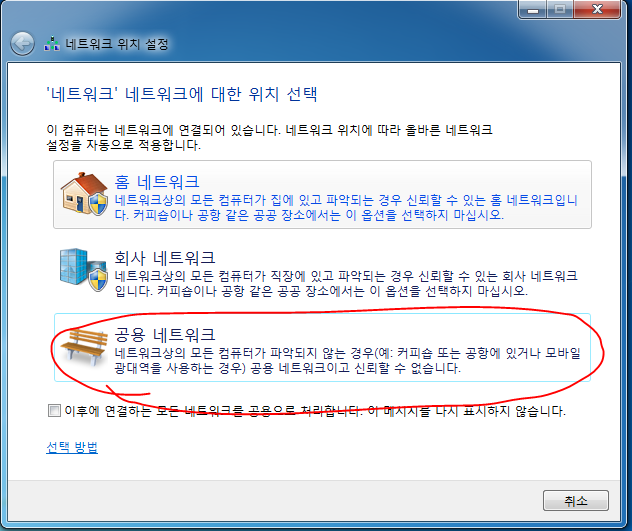 네트워크 위치 설정
'네트워크' 네트워크에 대한 위치 선택
이 컴퓨터는 네트워크에 연결되어 있습니다. 네트워크 위치에 따라 올바른 네트워크
설정을 자동으로 적용합니다.
홈 네트워크
네트워크상의 모든 컴퓨터가 집에 있고 파악되는 경우 신뢰할 수 있는 홈 네트워크입니
다. 커피숍이나 공항 같은 공공 장소에서는 이 옵션을 선택하지 마십시오.
회사 네트워크
네트워크상의 모든 컴퓨터가 직장에 있고 파악되는 경우 신뢰할 수 있는 회사 네트워크
입니다. 커피숍이나 공항 같은 공공 장소에서는 이 옵션을 선택하지 마십시오.
공용 네트워크
네트워크상의 모든 컴퓨터가 파악되지 않는 경우(예: 커피숍 또는 공항에 있거나 모바일
광대역을 사용하는 경우) 공용 네트워크이고 신뢰할 수 없습니다.
이후에 연결하는 모든 네트워크를 공용으로 처리합니다. 이 메시지를 다시 표시하지 않습니다.
선택 방법
취소